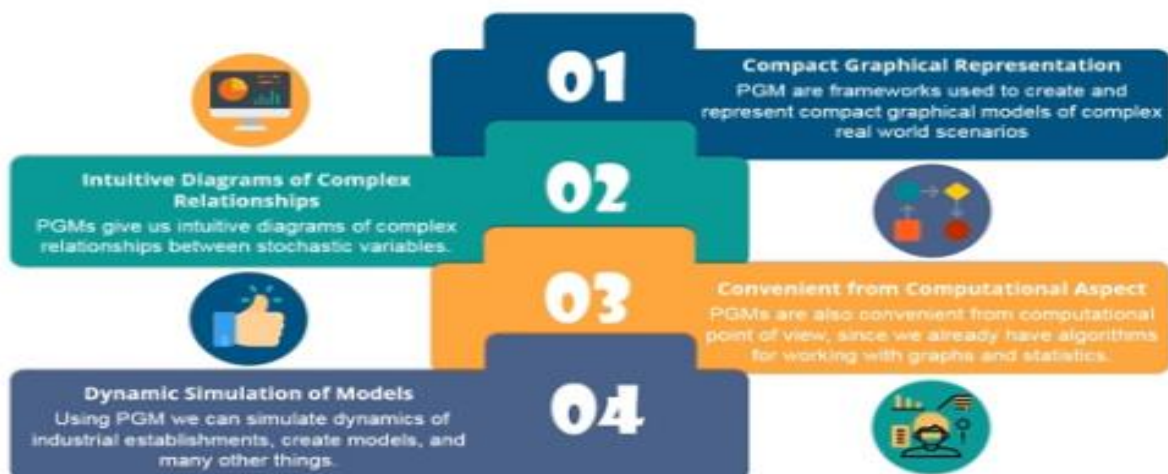 01
Compact Graphical Representation
PGM are frameworks used to create and
represent compact graphical models of complex
real world scenarios
02
Intuitive Diagrams of Complex
Relationships
PGMs give us intuitive diagrams of complex
relationships between stochastic variables.
03
Convenient from Computational Aspect
PGMs are also convenient from computational
point of view, since we already have algorithms
for working with graphs and statistics.
04
Dynamic Simulation of Models
Using PGM we can simulate dynamics of
industrial establishments, create models, and
many other things.